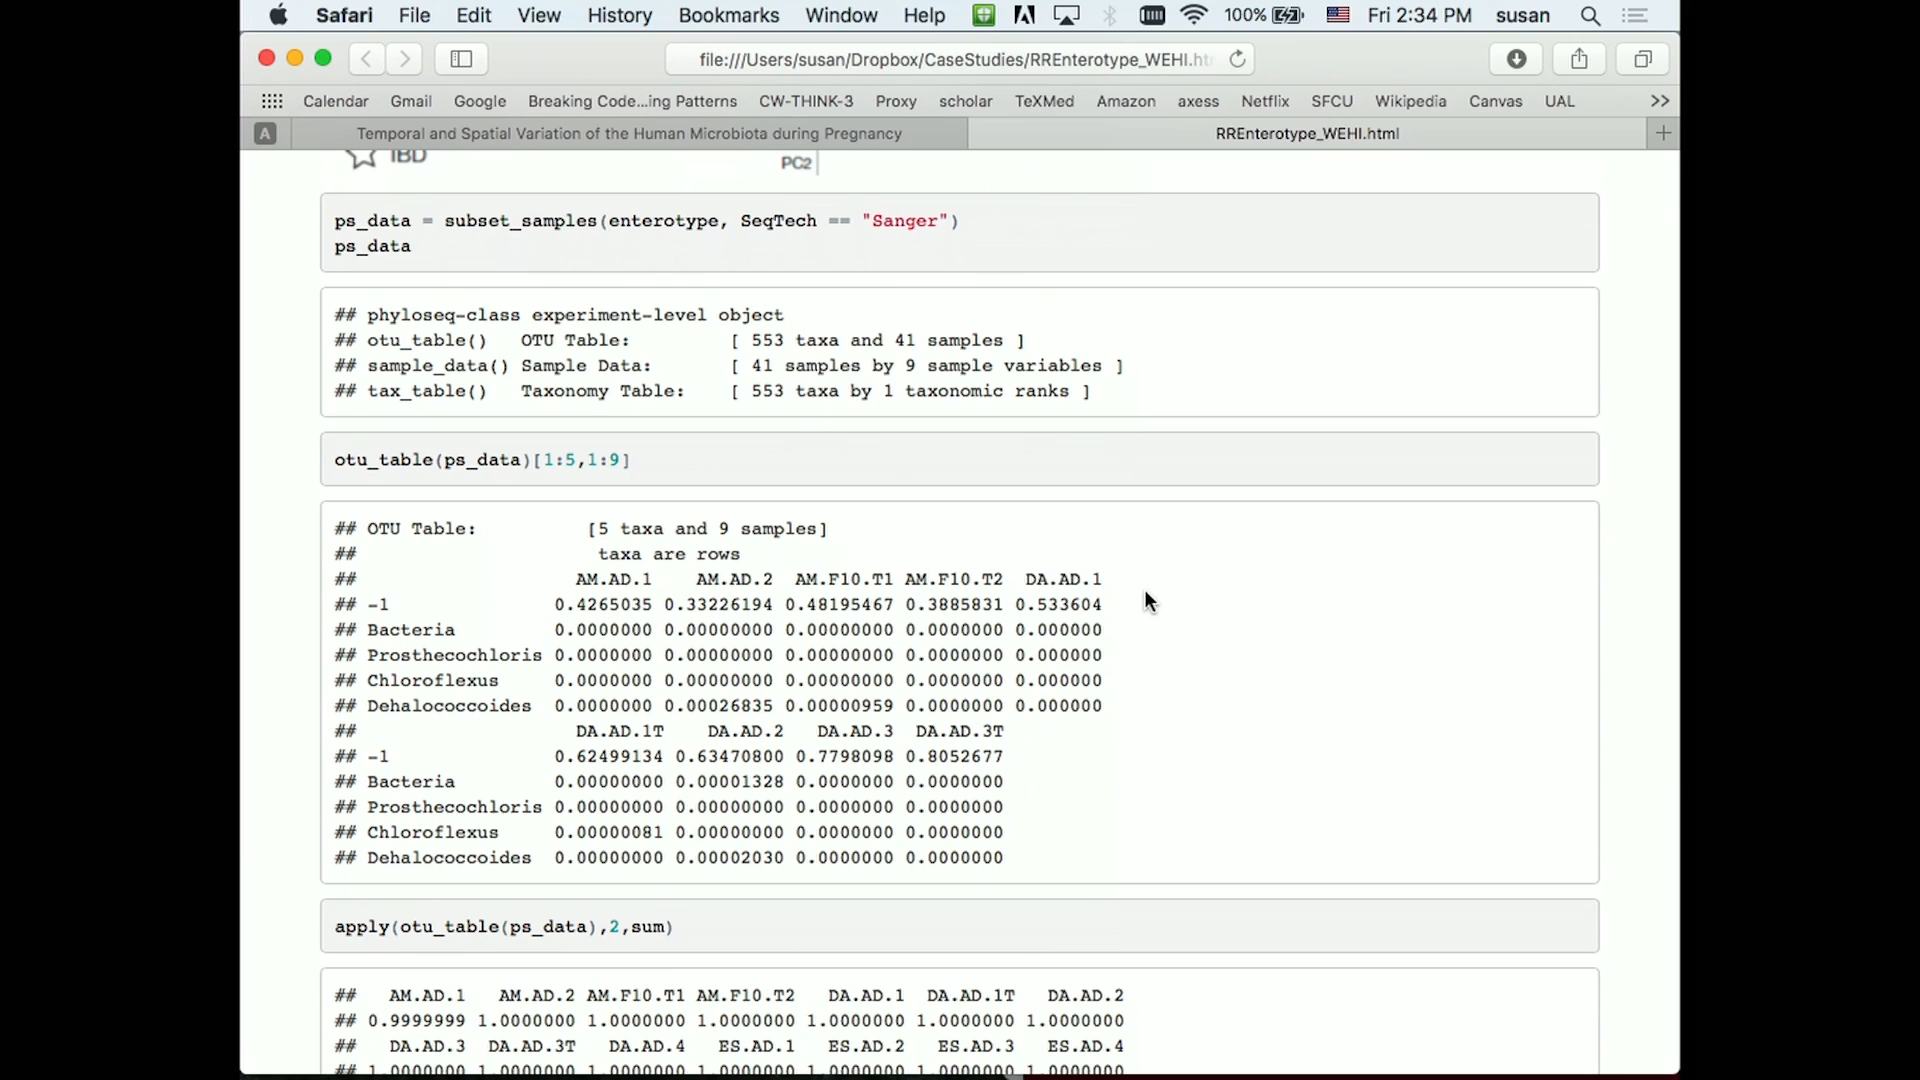 Safari File Edit View History Bookmarks Window Help 100% Fri 2:34 PM susan
file:///Users/susan/Dropbox/CaseStudies/RREnterotype_WEHI.ht
Calendar Gmail Google Breaking Code...ing Patterns CW-THINK-3 Proxy scholar TeXMed Amazon axess Netflix SFCU Wikipedia Canvas UAL >>
A Temporal and Spatial Variation of the Human Microbiota during Pregnancy RREnterotype_WEHI.html
IBD PC2
ps_data = subset_samples(enterotype, SeqTech == "Sanger")
ps_data
## phyloseq-class experiment-level object
## otu_table() OTU Table: [ 553 taxa and 41 samples ]
## sample_data() Sample Data: [ 41 samples by 9 sample variables ]
## tax_table() Taxonomy Table: [ 553 taxa by 1 taxonomic ranks ]
otu_table(ps_data)[1:5,1:9]
## OTU Table: [5 taxa and 9 samples]
## taxa are rows
## AM.AD.1 AM.AD.2 AM.F10.T1 AM.F10.T2 DA.AD.1
## -1 0.4265035 0.33226194 0.48195467 0.3885831 0.533604
## Bacteria 0.0000000 0.00000000 0.00000000 0.0000000 0.000000
## Prosthecochloris 0.0000000 0.00000000 0.00000000 0.0000000 0.000000
## Chloroflexus 0.0000000 0.00000000 0.00000000 0.0000000 0.000000
## Dehalococcoides 0.0000000 0.00026835 0.00000959 0.0000000 0.000000
## DA.AD.1T DA.AD.2 DA.AD.3 DA.AD.3T
## -1 0.62499134 0.63470800 0.7798098 0.8052677
## Bacteria 0.00000000 0.00001328 0.0000000 0.0000000
## Prosthecochloris 0.00000000 0.00000000 0.0000000 0.0000000
## Chloroflexus 0.00000081 0.00000000 0.0000000 0.0000000
## Dehalococcoides 0.00000000 0.00002030 0.0000000 0.0000000
apply(otu_table(ps_data),2,sum)
## AM.AD.1 AM.AD.2 AM.F10.T1 AM.F10.T2 DA.AD.1 DA.AD.1T DA.AD.2
## 0.9999999 1.0000000 1.0000000 1.0000000 1.0000000 1.0000000 1.0000000
## DA.AD.3 DA.AD.3T DA.AD.4 ES.AD.1 ES.AD.2 ES.AD.3 ES.AD.4
## 1.0000000 1.0000000 1.0000000 1.0000000 1.0000000 1.0000000 1.0000000